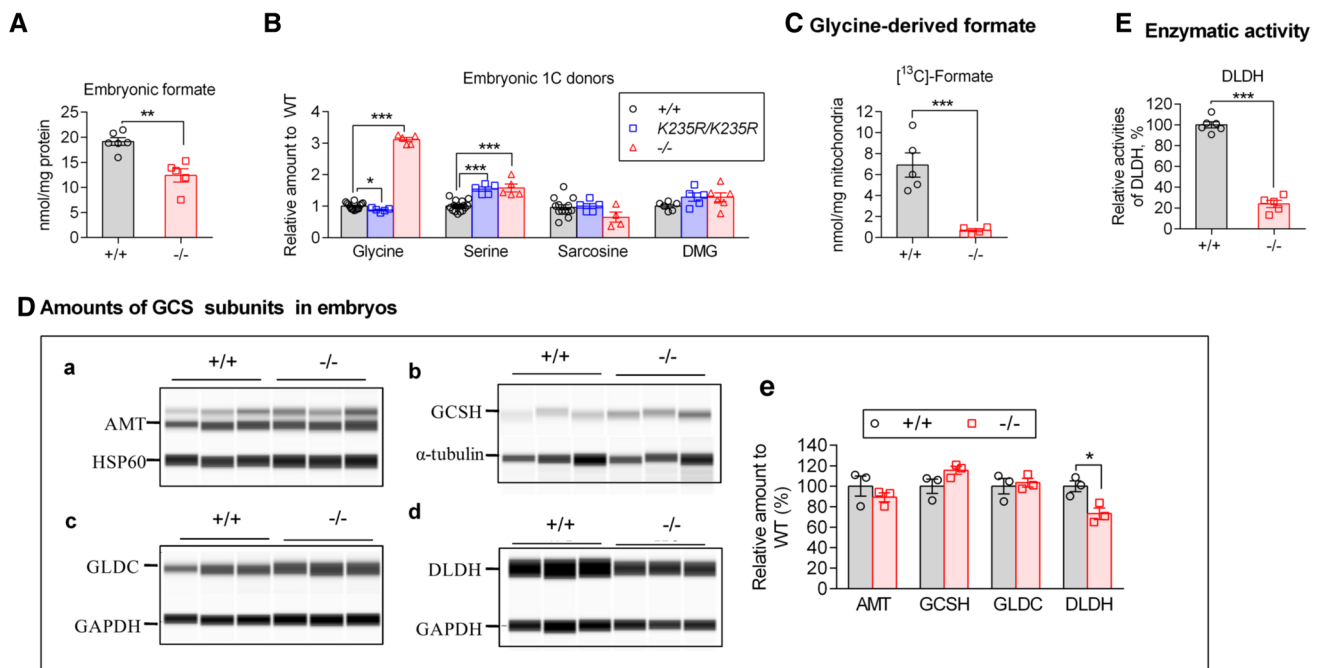 A
Embryonic formate
nmol/mg protein
25
20
15
10
5
0
**
+/+
-/-
B
Embryonic 1C donors
Relative amount to WT
4
3
2
1
0
***
*
***
***
+/+
K235R/K235R
-/-
Glycine
Serine
Sarcosine
DMG
C Glycine-derived formate
[¹³C]-Formate
nmol/mg mitochondria
12
10
8
6
4
2
0
***
+/+
-/-
E Enzymatic activity
DLDH
Relative activities
of DLDH, %
120
100
80
60
40
20
0
***
+/+
-/-
D Amounts of GCS subunits in embryos
a
+/+
-/-
AMT
HSP60
b
+/+
-/-
GCSH
α-tubulin
c
+/+
-/-
GLDC
GAPDH
d
+/+
-/-
DLDH
GAPDH
e
+/+
-/-
Relative amount to
WT (%)
140
120
100
80
60
40
20
0
*
AMT
GCSH
GLDC
DLDH